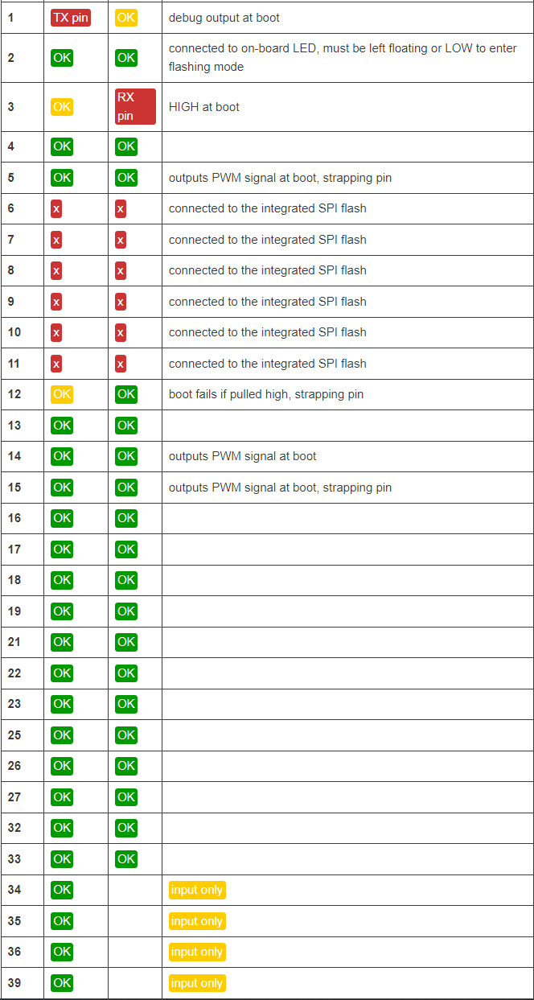 1 TX pin OK debug output at boot
2 OK OK connected to on-board LED, must be left floating or LOW to enter
flashing mode
3 OK RX
pin HIGH at boot
4 OK OK
5 OK OK outputs PWM signal at boot, strapping pin
6 x x connected to the integrated SPI flash
7 x x connected to the integrated SPI flash
8 x x connected to the integrated SPI flash
9 x x connected to the integrated SPI flash
10 x x connected to the integrated SPI flash
11 x x connected to the integrated SPI flash
12 OK OK boot fails if pulled high, strapping pin
13 OK OK
14 OK OK outputs PWM signal at boot
15 OK OK outputs PWM signal at boot, strapping pin
16 OK OK
17 OK OK
18 OK OK
19 OK OK
21 OK OK
22 OK OK
23 OK OK
25 OK OK
26 OK OK
27 OK OK
32 OK OK
33 OK OK
34 OK input only
35 OK input only
36 OK input only
39 OK input only